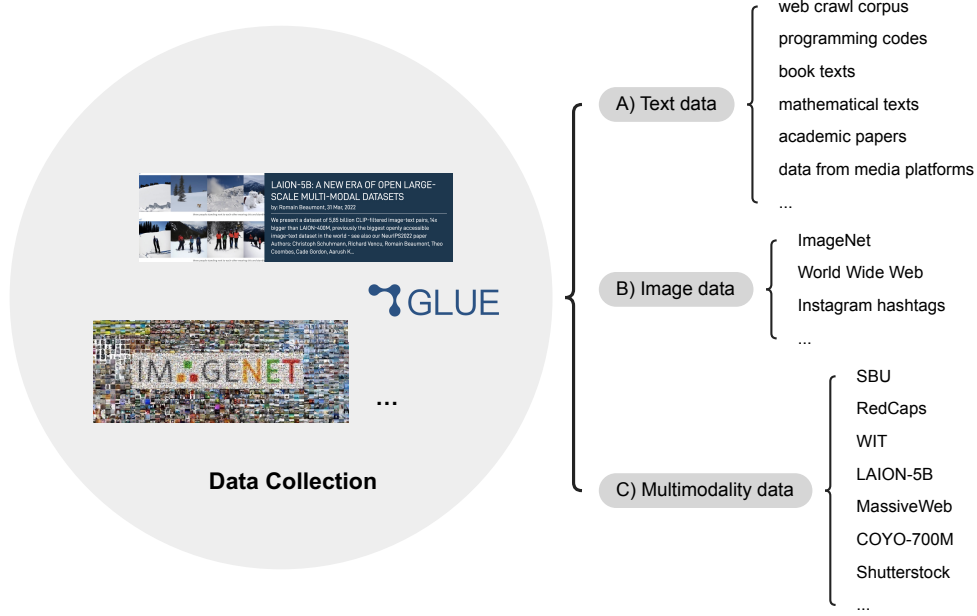 LAION-5B: A NEW ERA OF OPEN LARGE-
SCALE MULTI-MODAL DATASETS
by: Romain Beaumont, 31 Mar, 2022
We present a dataset of 5,85 billion CLIP-filtered image-text pairs, 14x
bigger than LAION-400M, previously the biggest openly accessible
image-text dataset in the world - see also our NeurIPS2022 paper
Authors: Christoph Schuhmann, Richard Vencu, Romain Beaumont, Theo
Coombes, Cade Gordon, Aarush K...
GLUE
IMAGENET
...
Data Collection
A) Text data
web crawl corpus
programming codes
book texts
mathematical texts
academic papers
data from media platforms
...
B) Image data
ImageNet
World Wide Web
Instagram hashtags
...
C) Multimodality data
SBU
RedCaps
WIT
LAION-5B
MassiveWeb
COYO-700M
Shutterstock
...